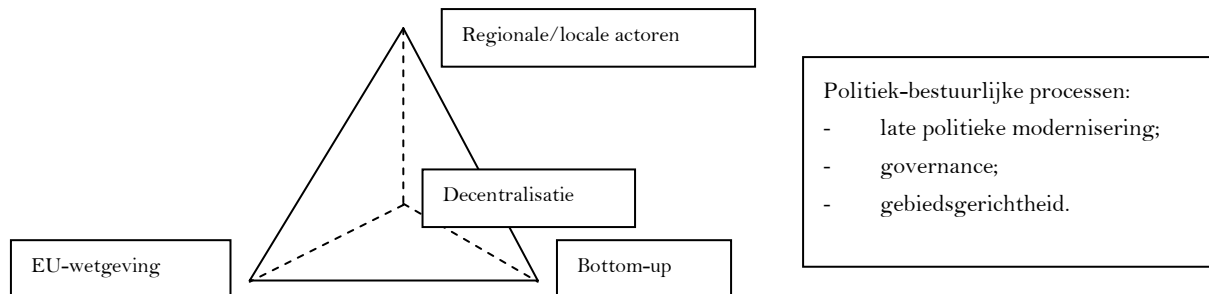 Regionale/locale actoren
Politiek-bestuurlijke processen:
- late politieke modernisering;
- governance;
- gebiedsgerichtheid.
Decentralisatie
EU-wetgeving
Bottom-up